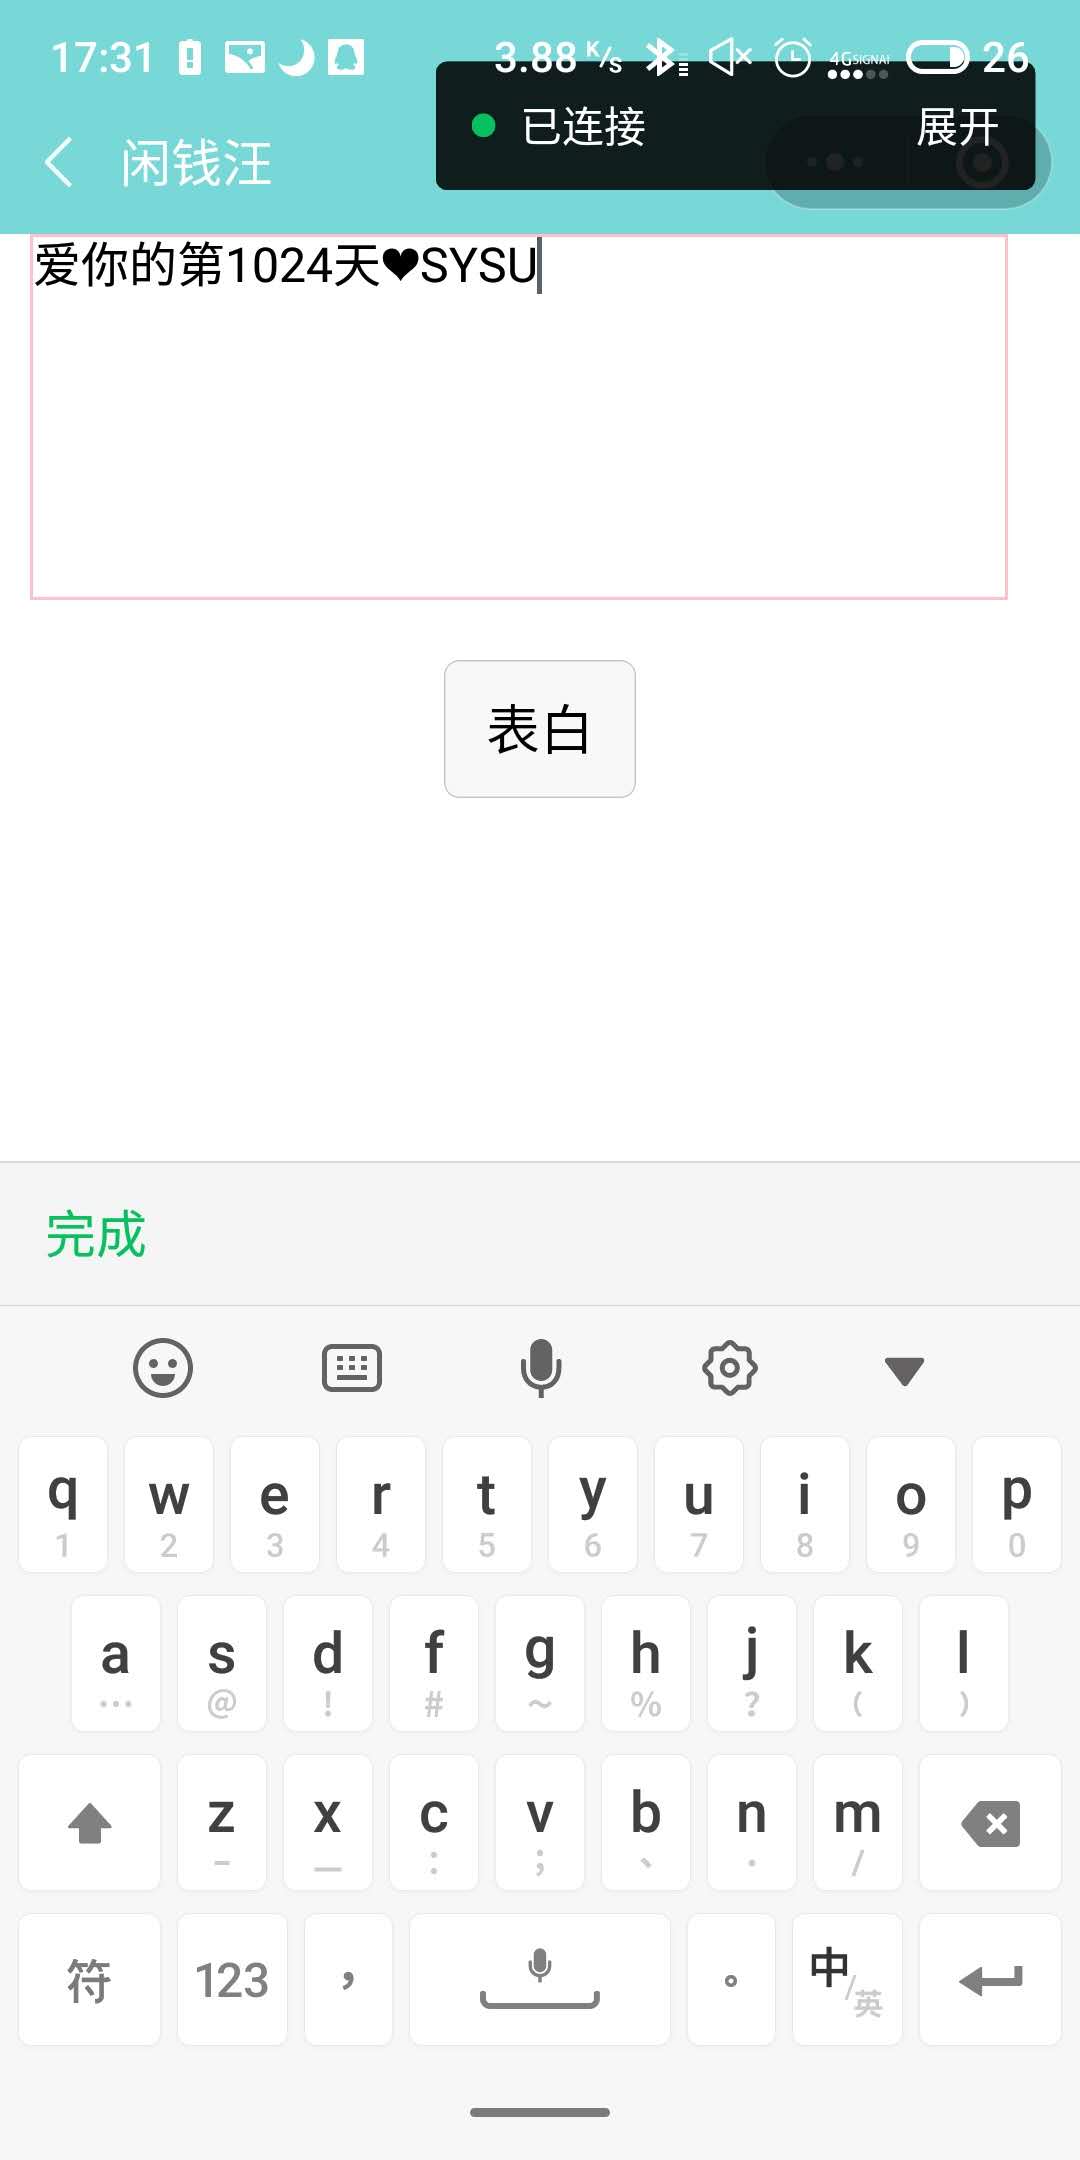 17:31 3.88 K/s 4G SIGNAL 26
已连接 展开
闲钱汪
爱你的第1024天❤SYSU
表白
完成
q w e r t y u i o p
1 2 3 4 5 6 7 8 9 0
a s d f g h j k l
… @ ! # ~ % ? ( )
z x c v b n m
- — : ; 、 · /
符 123 , 。 中/英